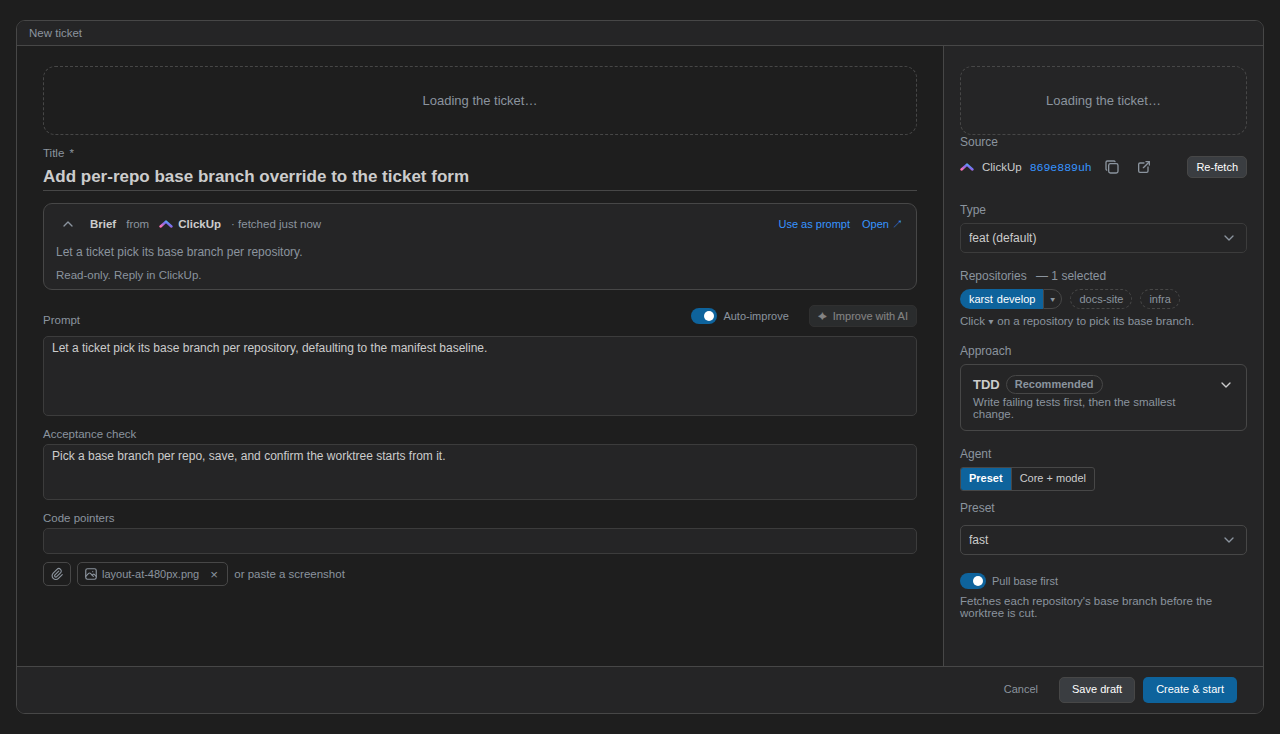 New ticket
Loading the ticket…
Title *
Add per-repo base branch override to the ticket form
Brief from ClickUp · fetched just now Use as prompt Open ↗
Let a ticket pick its base branch per repository.
Read-only. Reply in ClickUp.
Prompt Auto-improve Improve with AI
Let a ticket pick its base branch per repository, defaulting to the manifest baseline.
Acceptance check
Pick a base branch per repo, save, and confirm the worktree starts from it.
Code pointers
layout-at-480px.png × or paste a screenshot
Loading the ticket…
Source
ClickUp 869e889uh Re-fetch
Type
feat (default)
Repositories — 1 selected
karst develop ▾ docs-site infra
Click ▾ on a repository to pick its base branch.
Approach
TDD Recommended
Write failing tests first, then the smallest
change.
Agent
Preset Core + model
Preset
fast
Pull base first
Fetches each repository's base branch before the
worktree is cut.
Cancel Save draft Create & start